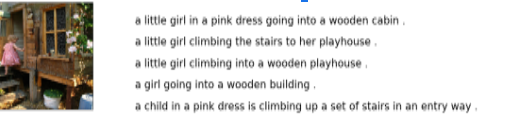 a little girl in a pink dress going into a wooden cabin .
a little girl climbing the stairs to her playhouse .
a little girl climbing into a wooden playhouse .
a girl going into a wooden building .
a child in a pink dress is climbing up a set of stairs in an entry way .